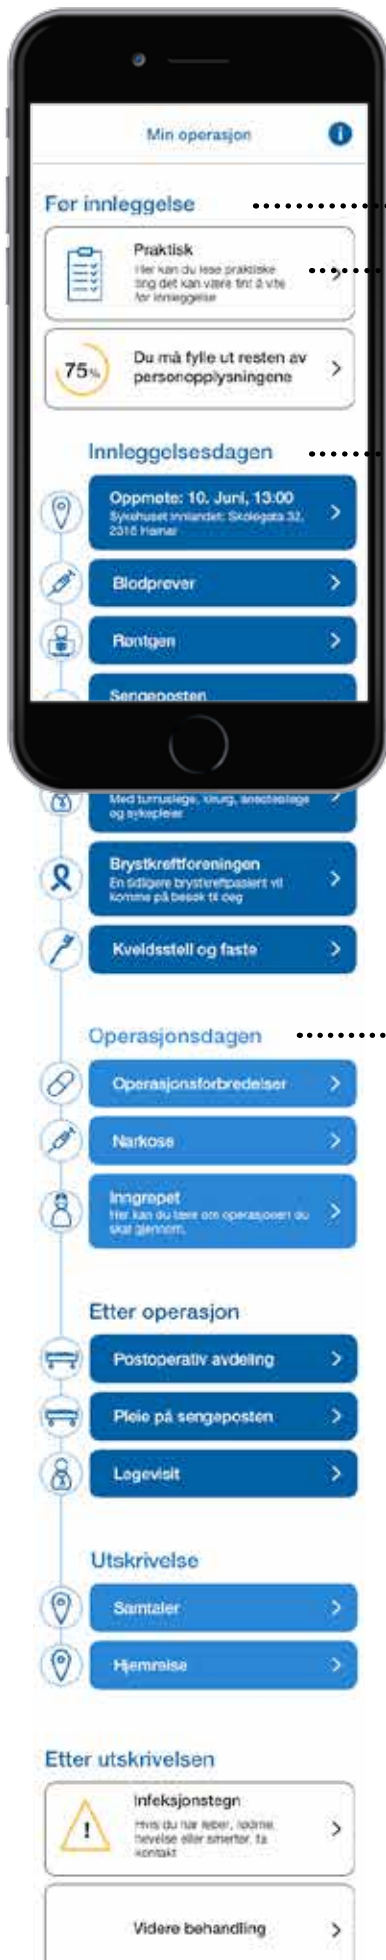 Min operasjon
i
Før innleggelse
Praktisk
Her kan du lese praktiske
ting det kan være fint å vite
før innleggelse
75%
Du må fylle ut resten av
personopplysningene
Innleggelsesdagen
Oppmøte: 10. Juni, 13:00
Sykehuset Innlandet: Skolegata 32,
2318 Hamar
Blodprøver
Røntgen
Sengeposten
Med turnuslege, kirurg, anestesilege
og sykepleier
Brystkreftforeningen
En tidligere brystkreftpasient vil
komme på besøk til deg
Kveldsstell og faste
Operasjonsdagen
Operasjonsforbredelser
Narkose
Inngrepet
Her kan du lære om operasjonen du
skal gjennom.
Etter operasjon
Postoperativ avdeling
Pleie på sengeposten
Legevisit
Utskrivelse
Samtaler
Hjemreise
Etter utskrivelsen
!
Infeksjonstegn
Hvis du har feber, rødme,
hevelse eller smerter, ta
kontakt
Videre behandling